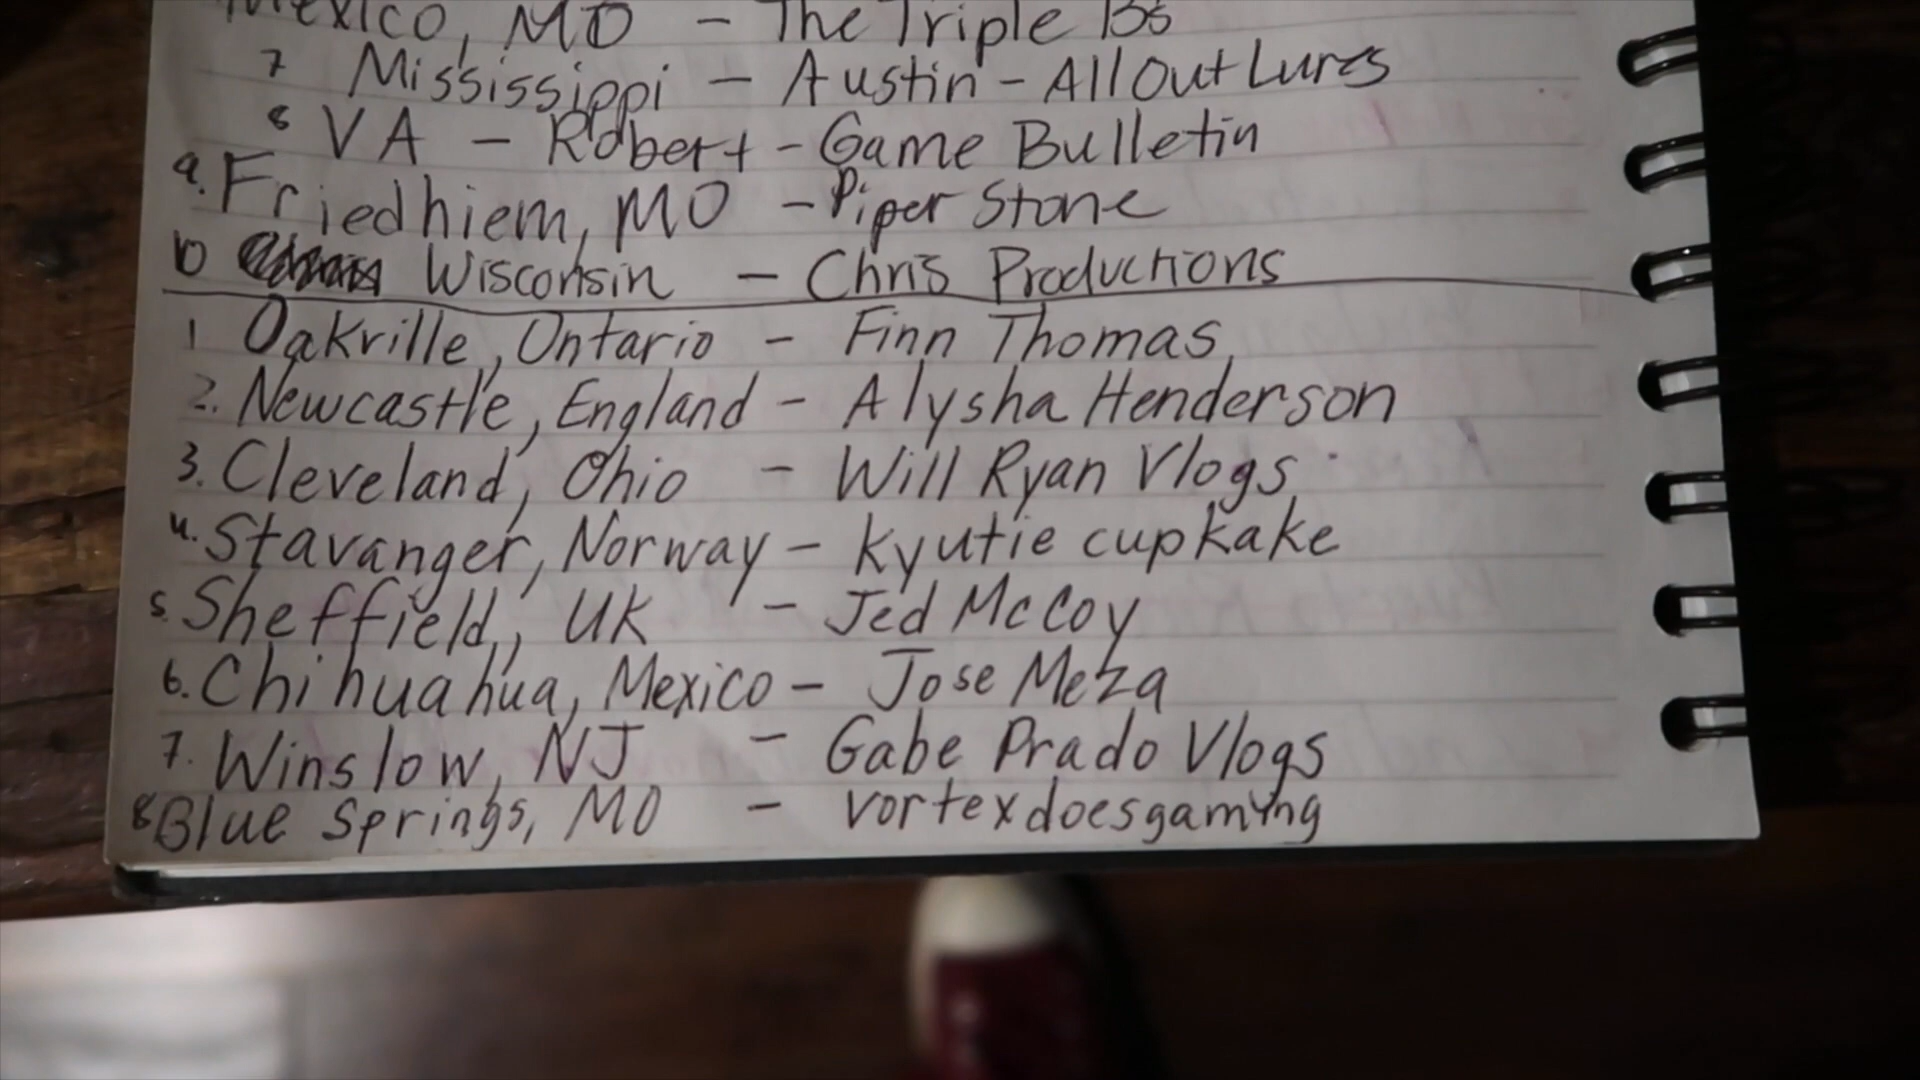 Mexico, MO - The Triple Bs
7 Mississippi - Austin - All Out Lures
8 VA - Robert - Game Bulletin
9. Friedhiem, MO - Piper Stone
10 Wisconsin - Chris Productions
1 Oakville, Ontario - Finn Thomas
2. Newcastle, England - Alysha Henderson
3. Cleveland, Ohio - Will Ryan Vlogs
4. Stavanger, Norway - Kyutie cupkake
5. Sheffield, UK - Jed McCoy
6. Chihuahua, Mexico - Jose Meza
7. Winslow, NJ - Gabe Prado Vlogs
8 Blue Springs, MO - vortexdoesgaming